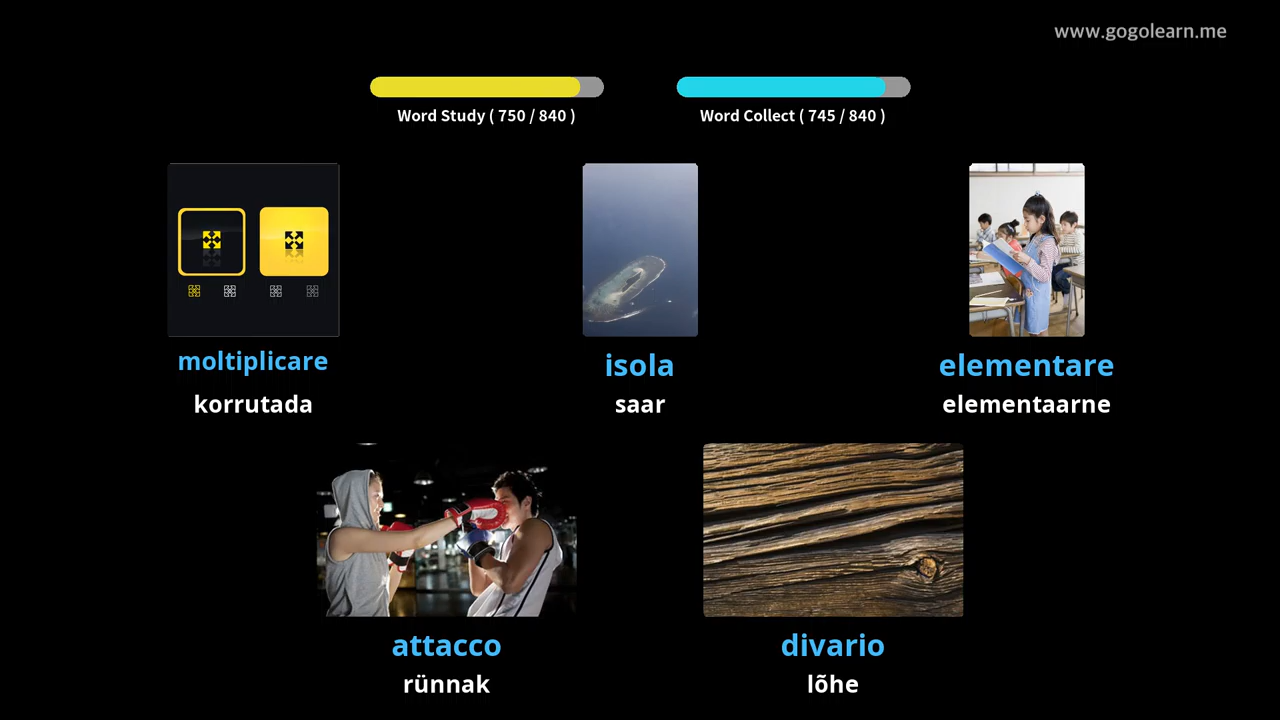 www.gogolearn.me
Word Study ( 750 / 840 )
Word Collect ( 745 / 840 )
moltiplicare
korrutada
isola
saar
elementare
elementaarne
attacco
rünnak
divario
lõhe